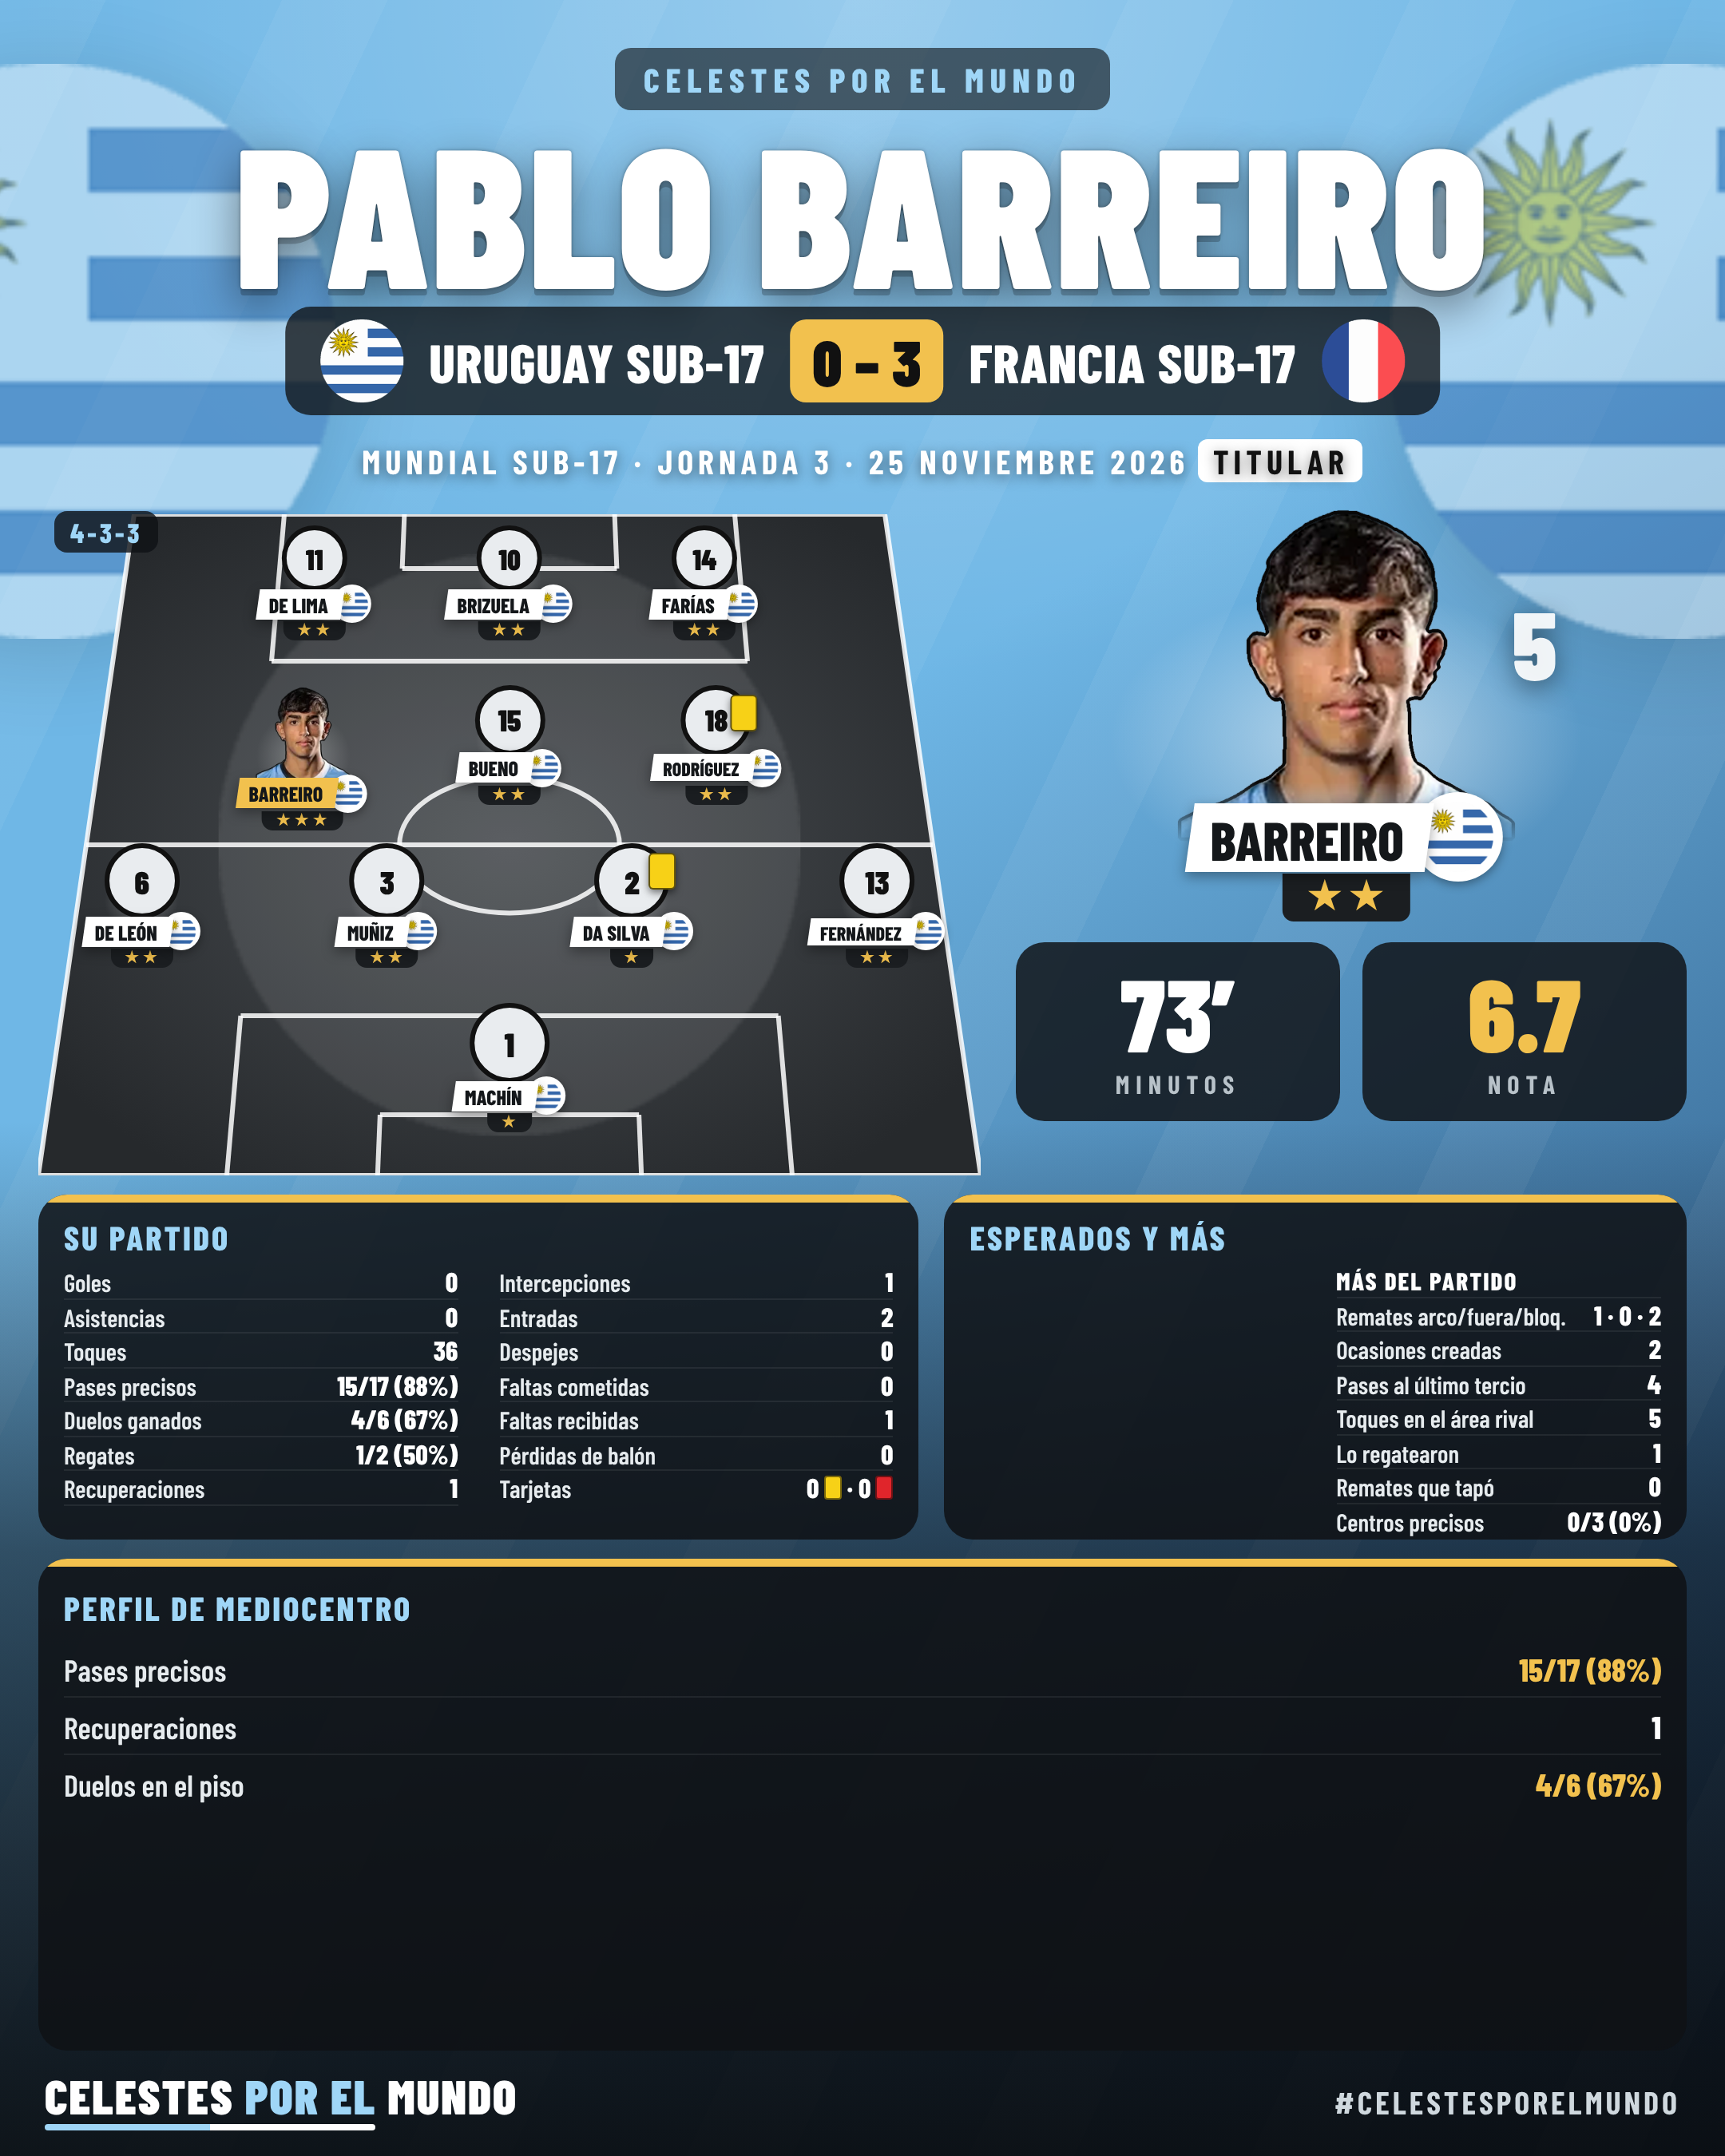 CELESTES POR EL MUNDO
PABLO BARREIRO
URUGUAY SUB-17 0 – 3 FRANCIA SUB-17
MUNDIAL SUB-17 · JORNADA 3 · 25 NOVIEMBRE 2026 TITULAR
4-3-3
11 10 14
DE LIMA BRIZUELA FARÍAS
★★ ★★ ★★
15 18
BARREIRO BUENO RODRÍGUEZ
★★★ ★★ ★★
6 3 2 13
DE LEÓN MUÑIZ DA SILVA FERNÁNDEZ
★★ ★★ ★ ★★
1
MACHÍN
★
5
BARREIRO
★★
73′ 6.7
MINUTOS NOTA
SU PARTIDO
Goles 0
Asistencias 0
Toques 36
Pases precisos 15/17 (88%)
Duelos ganados 4/6 (67%)
Regates 1/2 (50%)
Recuperaciones 1
Intercepciones 1
Entradas 2
Despejes 0
Faltas cometidas 0
Faltas recibidas 1
Pérdidas de balón 0
Tarjetas 0 · 0
ESPERADOS Y MÁS
MÁS DEL PARTIDO
Remates arco/fuera/bloq. 1 · 0 · 2
Ocasiones creadas 2
Pases al último tercio 4
Toques en el área rival 5
Lo regatearon 1
Remates que tapó 0
Centros precisos 0/3 (0%)
PERFIL DE MEDIOCENTRO
Pases precisos 15/17 (88%)
Recuperaciones 1
Duelos en el piso 4/6 (67%)
CELESTES POR EL MUNDO
#CELESTESPORELMUNDO